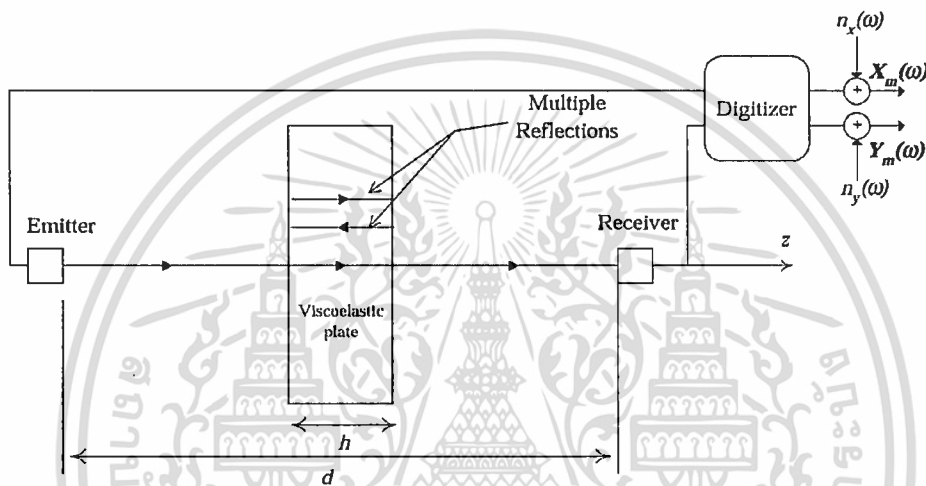 n_x(ω)
X_m(ω)
Multiple
Reflections
Digitizer
Y_m(ω)
n_y(ω)
Emitter
Receiver
z
Viscoelastic
plate
h
d